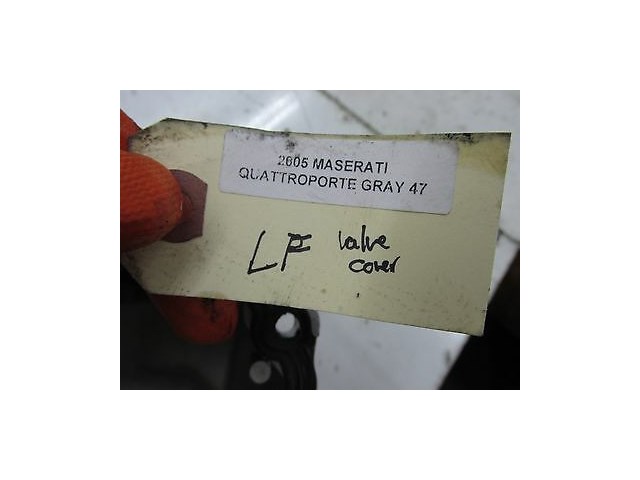 2005 MASERATI
QUATTROPORTE GRAY 47
LF valve
cover